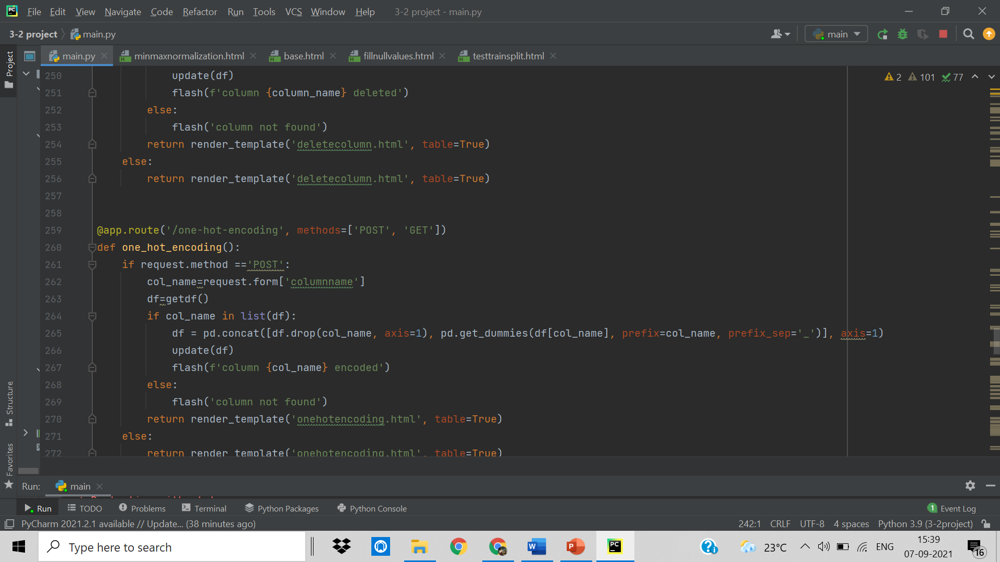 File Edit View Navigate Code Refactor Run Tools VCS Window Help 3-2 project - main.py
3-2 project main.py main
main.py minmaxnormalization.html base.html fillnullvalues.html testtrainsplit.html
Project
2 101 77
250 update(df)
251 flash(f'column {column_name} deleted')
252 else:
253 flash('column not found')
254 return render_template('deletecolumn.html', table=True)
255 else:
256 return render_template('deletecolumn.html', table=True)
257
258
259 @app.route('/one-hot-encoding', methods=['POST', 'GET'])
260 def one_hot_encoding():
261 if request.method =='POST':
262 col_name=request.form['columnname']
263 df=getdf()
264 if col_name in list(df):
265 df = pd.concat([df.drop(col_name, axis=1), pd.get_dummies(df[col_name], prefix=col_name, prefix_sep='_')], axis=1)
266 update(df)
267 flash(f'column {col_name} encoded')
268 else:
269 flash('column not found')
270 return render_template('onehotencoding.html', table=True)
271 else:
272 return render_template('onehotencoding.html', table=True)
Structure
Favorites
Run: main
Run TODO Problems Terminal Python Packages Python Console 1 Event Log
PyCharm 2021.2.1 available // Update... (38 minutes ago) 242:1 CRLF UTF-8 4 spaces Python 3.9 (3-2project)
Type here to search 23°C ENG 15:39
07-09-2021 16